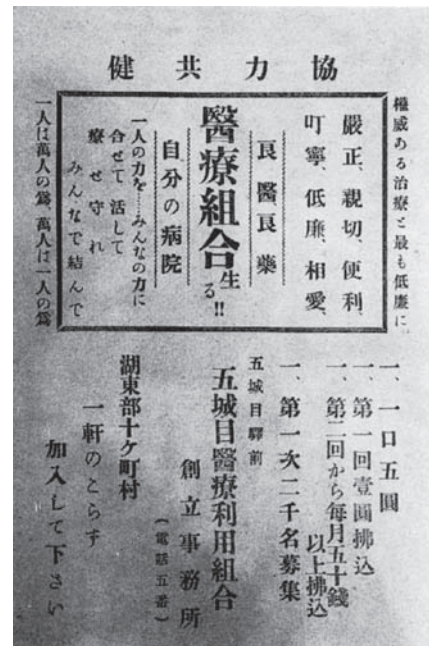 協力共健
權威ある治療と最も低廉に
嚴正、親切、便利、
叮寧、低廉、相愛、
良醫良藥
醫療組合生る!!
自分の病院
一人の力を……みんなの力に
合せて 活して
療せ守れ
みんなで結んで
一人は萬人の爲、萬人は一人の爲
一、一口五圓
一、第一回壹圓拂込
一、第二回から每月五十錢
以上拂込
一、第一次二千名募集
五城目驛前
五城目醫療利用組合
創立事務所
(電話五番)
湖東部十ケ町村
一軒のこらず
加入して下さい